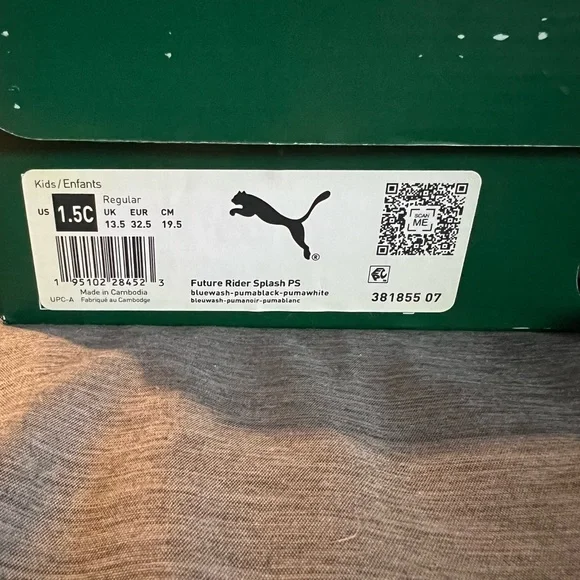 Kids/Enfants
Regular
US 1.5C UK EUR CM
13.5 32.5 19.5
1 95102 28452 3
Made in Cambodia
UPC-A Fabriqué au Cambodge
®
Future Rider Splash PS
bluewash-pumablack-pumawhite
blouwash-pumanoir-pumablanc
SCAN
ME
381855 07